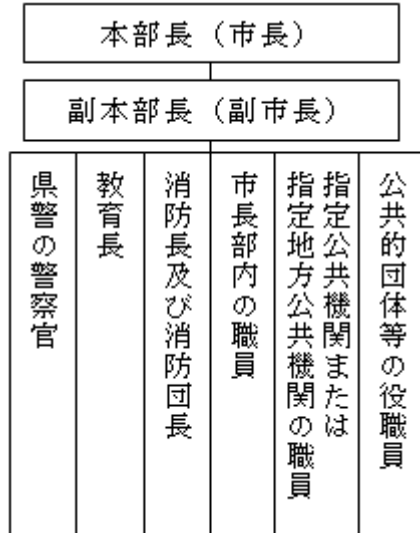 本部長（市長）
副本部長（副市長）
県警の警察官
教育長
消防長及び消防団長
市長部内の職員
指定公共機関または
指定地方公共機関の職員
公共的団体等の役職員